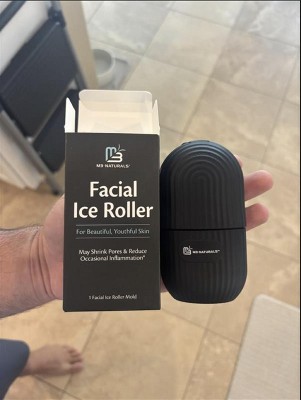 M3 NATURALS®
Facial
Ice Roller
For Beautiful, Youthful Skin
May Shrink Pores & Reduce
Occasional Inflammation*
1 Facial Ice Roller Mold
M3 NATURALS®